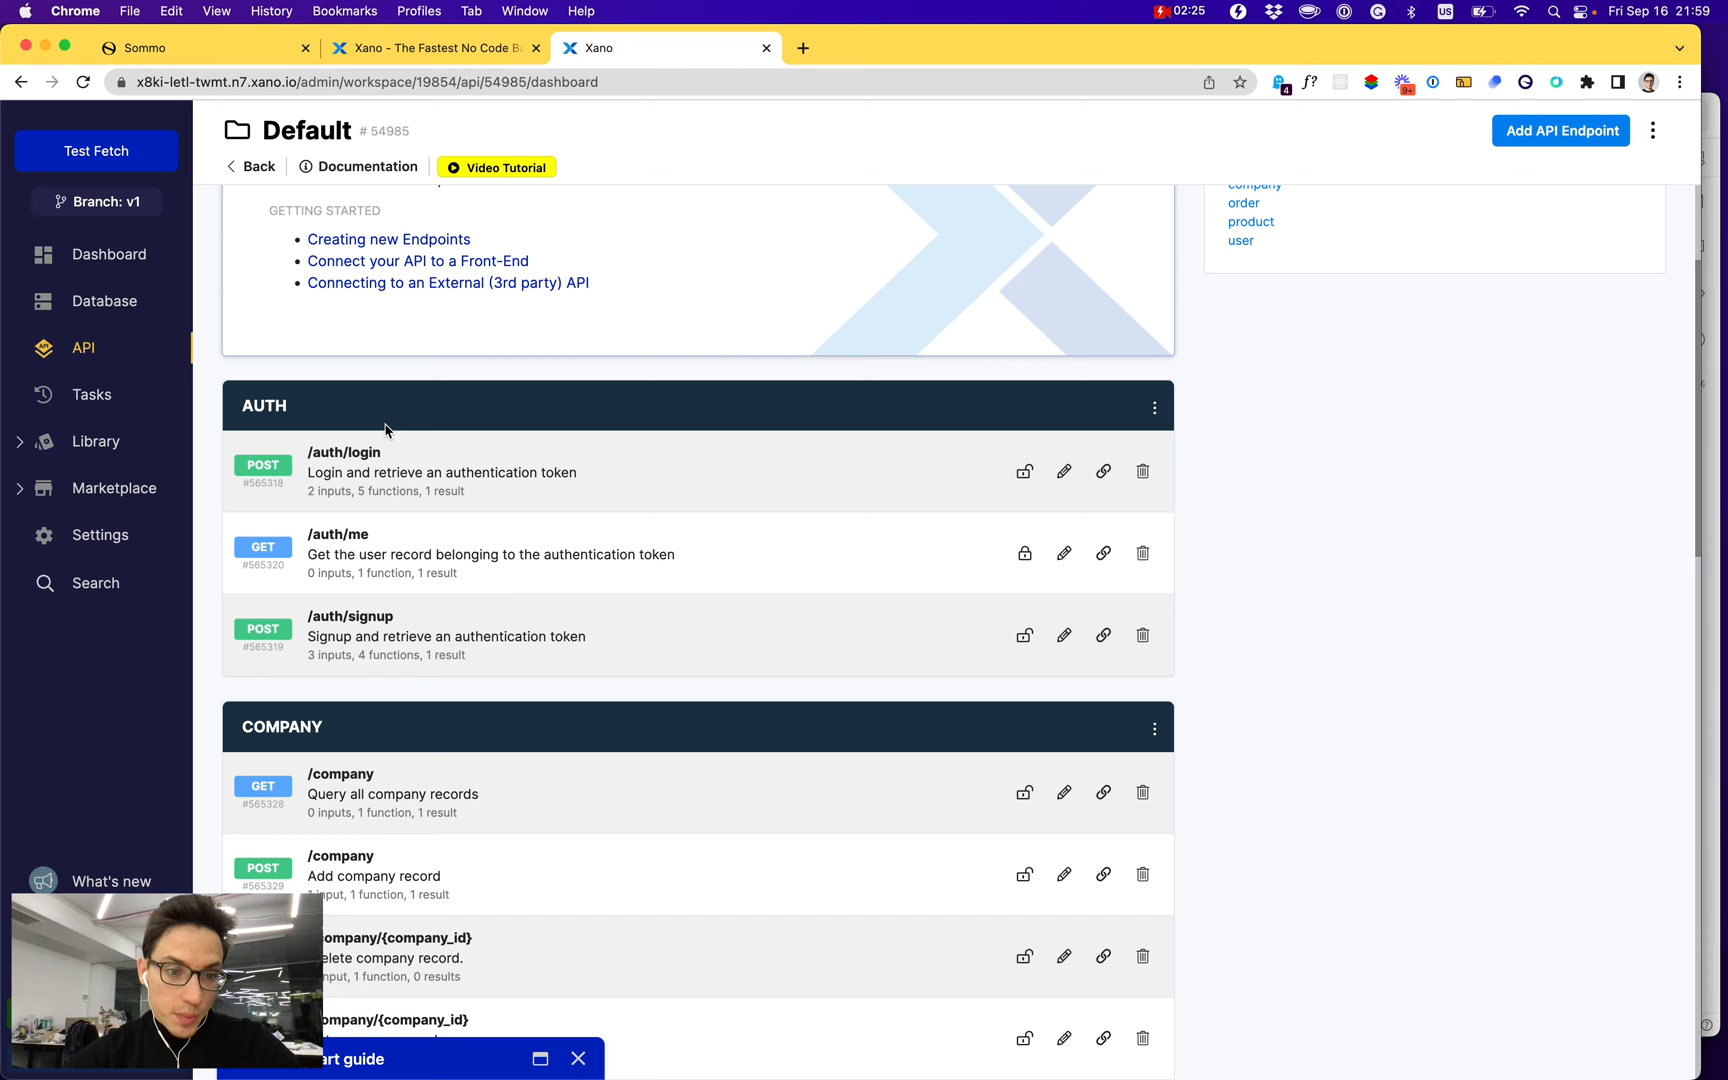 Chrome File Edit View History Bookmarks Profiles Tab Window Help 02:25 US Fri Sep 16 21:59
Sommo
Xano - The Fastest No Code Ba
Xano
x8ki-letl-twmt.n7.xano.io/admin/workspace/19854/api/54985/dashboard
4
f?
9+
Test Fetch
Branch: v1
Dashboard
Database
API
Tasks
Library
Marketplace
Settings
Search
What's new
Default # 54985
Add API Endpoint
Back
Documentation
Video Tutorial
GETTING STARTED
Creating new Endpoints
Connect your API to a Front-End
Connecting to an External (3rd party) API
company
order
product
user
AUTH
POST
#565318
/auth/login
Login and retrieve an authentication token
2 inputs, 5 functions, 1 result
GET
#565320
/auth/me
Get the user record belonging to the authentication token
0 inputs, 1 function, 1 result
POST
#565319
/auth/signup
Signup and retrieve an authentication token
3 inputs, 4 functions, 1 result
COMPANY
GET
#565328
/company
Query all company records
0 inputs, 1 function, 1 result
POST
#565329
/company
Add company record
input, 1 function, 1 result
company/{company_id}
elete company record.
nput, 1 function, 0 results
ompany/{company_id}
art guide